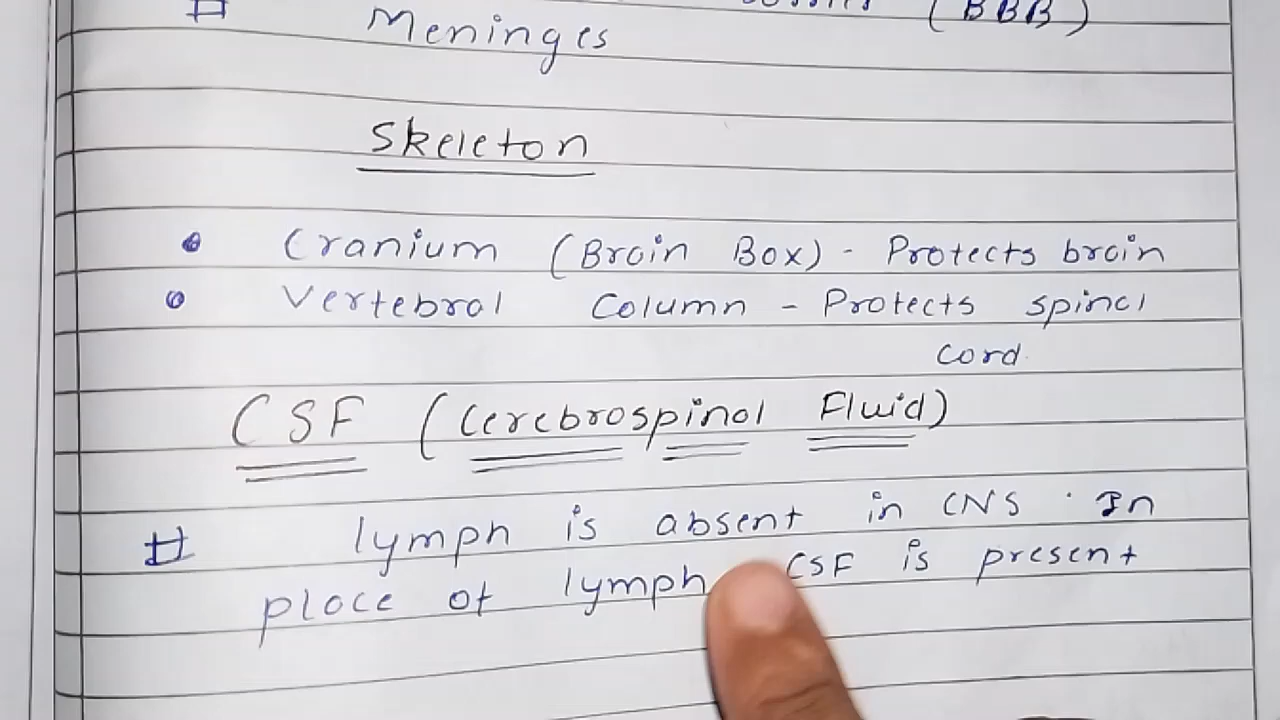 # (BBB)
Meninges
Skeleton
• Cranium (Brain Box) - Protects brain
• Vertebral Column - Protects spinal
cord.
CSF (Cerebrospinal Fluid)
# lymph is absent in CNS. In
place of lymph CSF is present